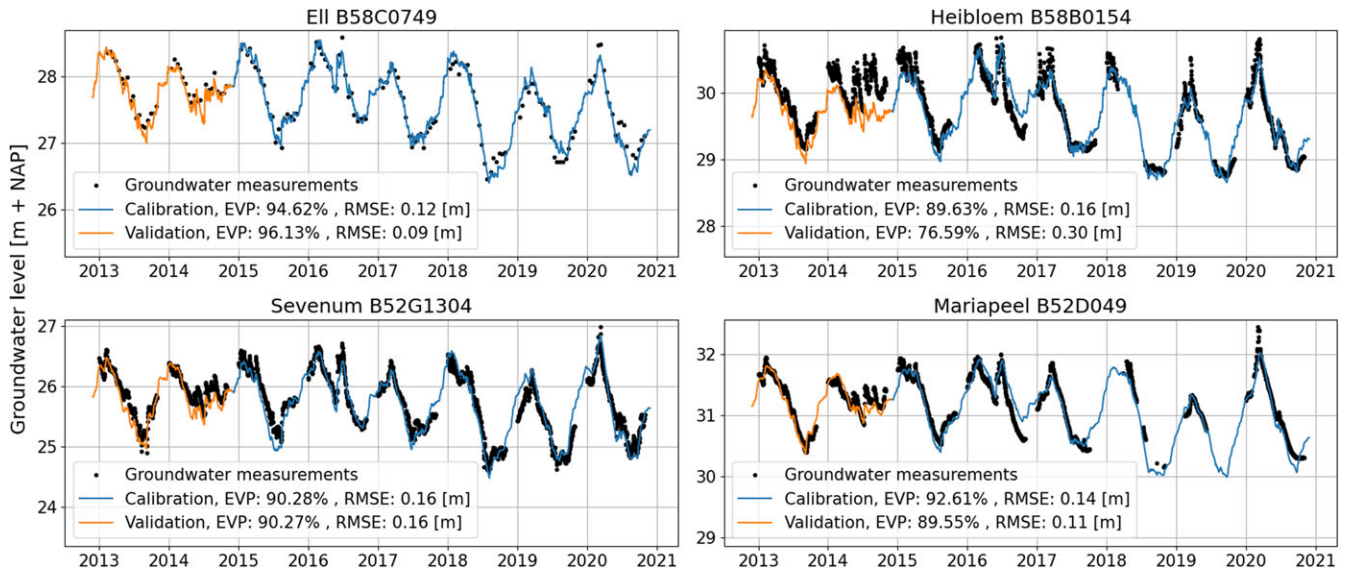 Groundwater level [m + NAP]
Ell B58C0749
28
27
26
Groundwater measurements
Calibration, EVP: 94.62% , RMSE: 0.12 [m]
Validation, EVP: 96.13% , RMSE: 0.09 [m]
2013 2014 2015 2016 2017 2018 2019 2020 2021
Heibloem B58B0154
30
29
28
Groundwater measurements
Calibration, EVP: 89.63% , RMSE: 0.16 [m]
Validation, EVP: 76.59% , RMSE: 0.30 [m]
2013 2014 2015 2016 2017 2018 2019 2020 2021
Sevenum B52G1304
27
26
25
24
Groundwater measurements
Calibration, EVP: 90.28% , RMSE: 0.16 [m]
Validation, EVP: 90.27% , RMSE: 0.16 [m]
2013 2014 2015 2016 2017 2018 2019 2020 2021
Mariapeel B52D049
32
31
30
29
Groundwater measurements
Calibration, EVP: 92.61% , RMSE: 0.14 [m]
Validation, EVP: 89.55% , RMSE: 0.11 [m]
2013 2014 2015 2016 2017 2018 2019 2020 2021